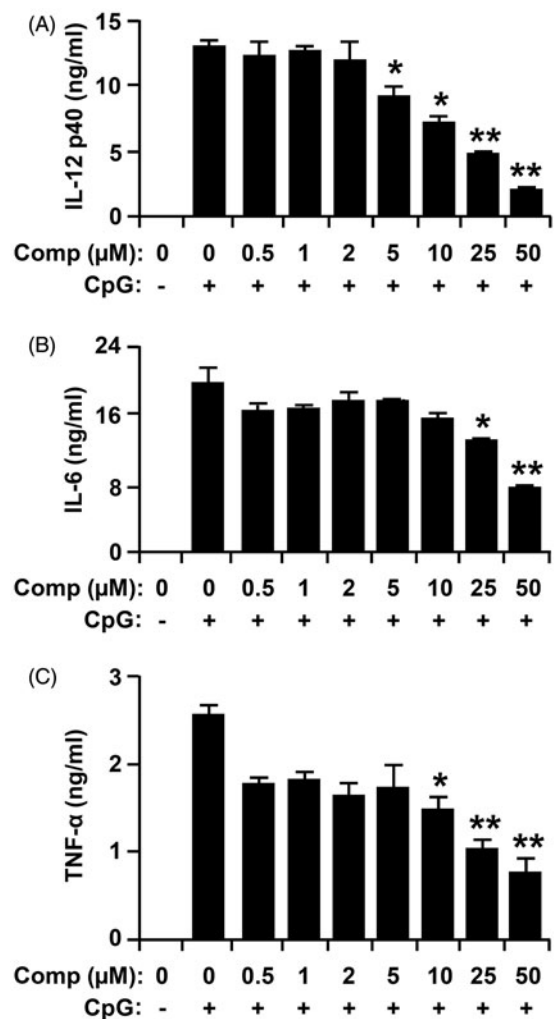 (A)
IL-12 p40 (ng/ml)
15
10
5
0
* * ** **
Comp (µM): 0 0 0.5 1 2 5 10 25 50
CpG: - + + + + + + + +
(B)
IL-6 (ng/ml)
24
16
8
0
* **
Comp (µM): 0 0 0.5 1 2 5 10 25 50
CpG: - + + + + + + + +
(C)
TNF-α (ng/ml)
3
2
1
0
* ** **
Comp (µM): 0 0 0.5 1 2 5 10 25 50
CpG: - + + + + + + + +